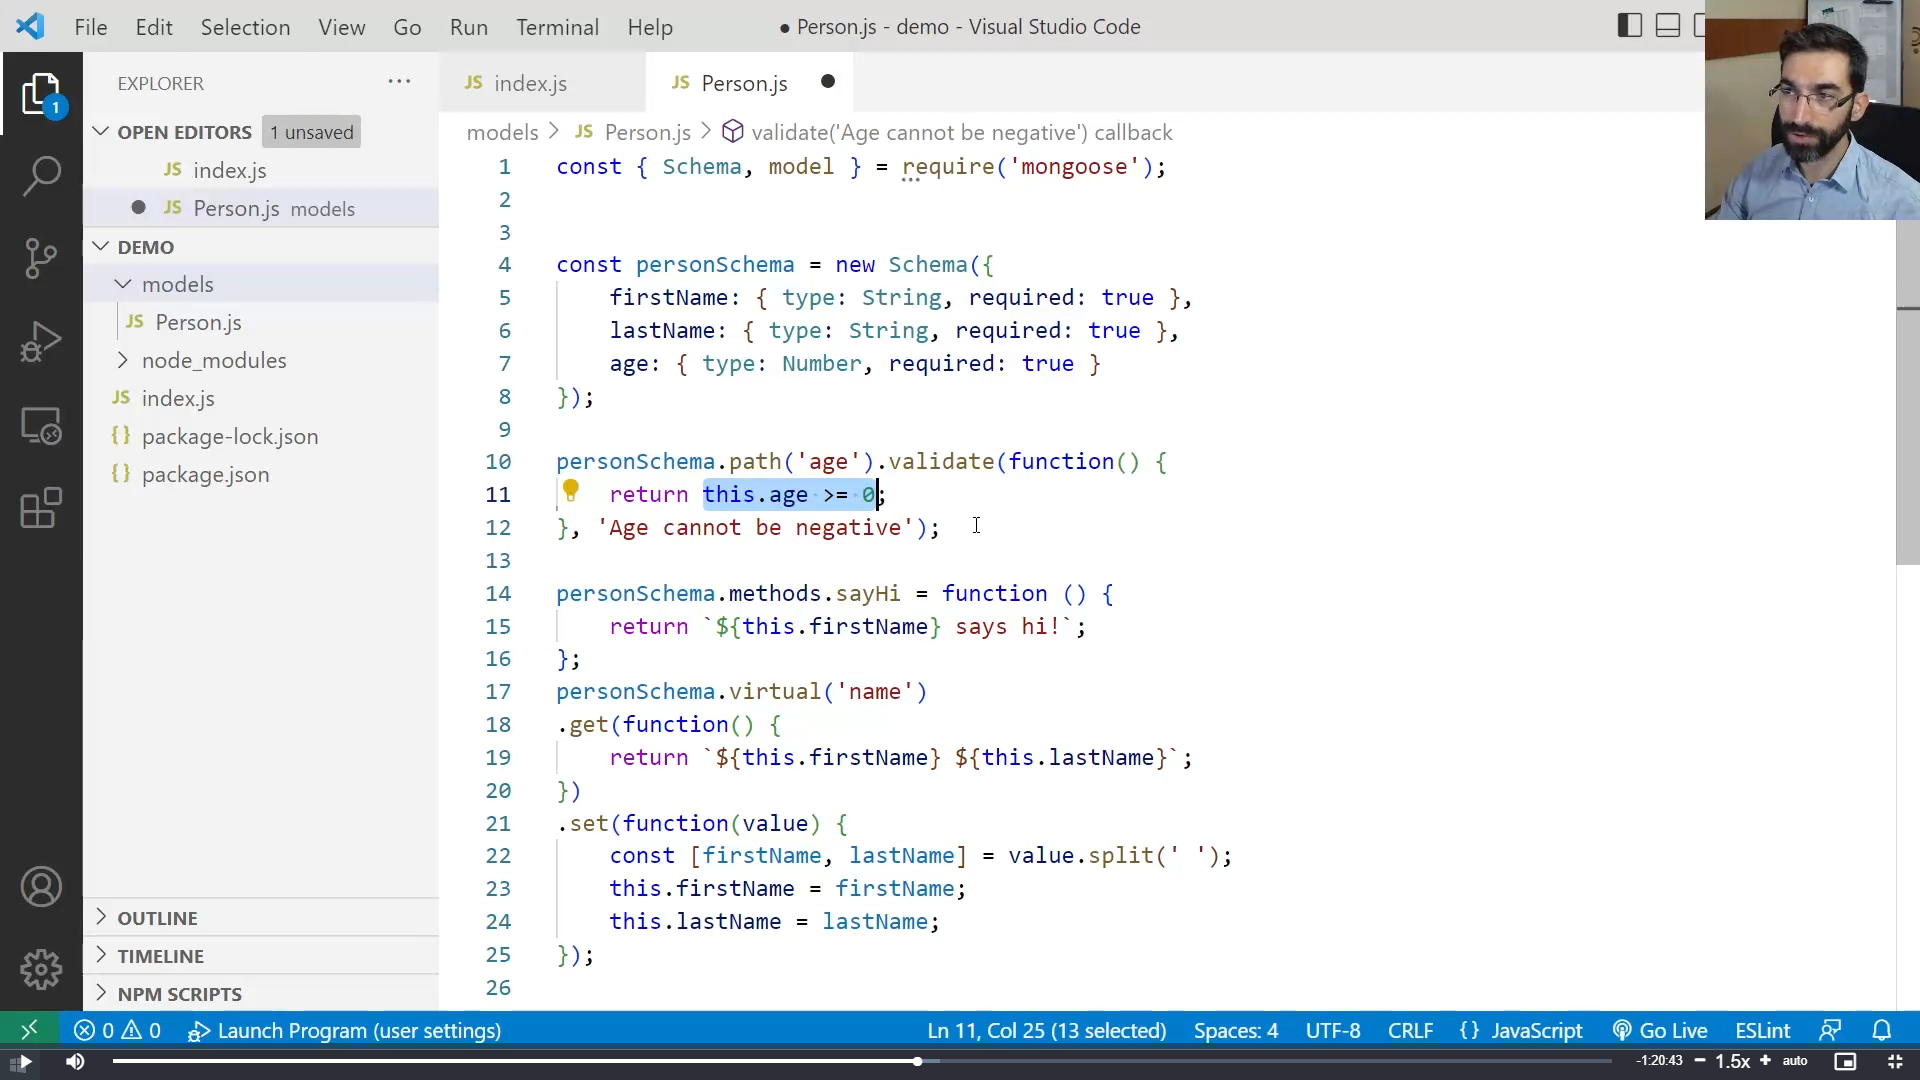 File Edit Selection View Go Run Terminal Help ● Person.js - demo - Visual Studio Code
EXPLORER ···
1
OPEN EDITORS 1 unsaved
JS index.js
● JS Person.js models
DEMO
models
JS Person.js
node_modules
JS index.js
{} package-lock.json
{} package.json
OUTLINE
TIMELINE
NPM SCRIPTS
JS index.js JS Person.js ●
models > JS Person.js > validate('Age cannot be negative') callback
1 const { Schema, model } = require('mongoose');
2
3
4 const personSchema = new Schema({
5 firstName: { type: String, required: true },
6 lastName: { type: String, required: true },
7 age: { type: Number, required: true }
8 });
9
10 personSchema.path('age').validate(function() {
11 return this.age >= 0;
12 }, 'Age cannot be negative');
13
14 personSchema.methods.sayHi = function () {
15 return `${this.firstName} says hi!`;
16 };
17 personSchema.virtual('name')
18 .get(function() {
19 return `${this.firstName} ${this.lastName}`;
20 })
21 .set(function(value) {
22 const [firstName, lastName] = value.split(' ');
23 this.firstName = firstName;
24 this.lastName = lastName;
25 });
26
0 0 Launch Program (user settings) Ln 11, Col 25 (13 selected) Spaces: 4 UTF-8 CRLF {} JavaScript Go Live ESLint
-1:20:43 − 1.5x + auto